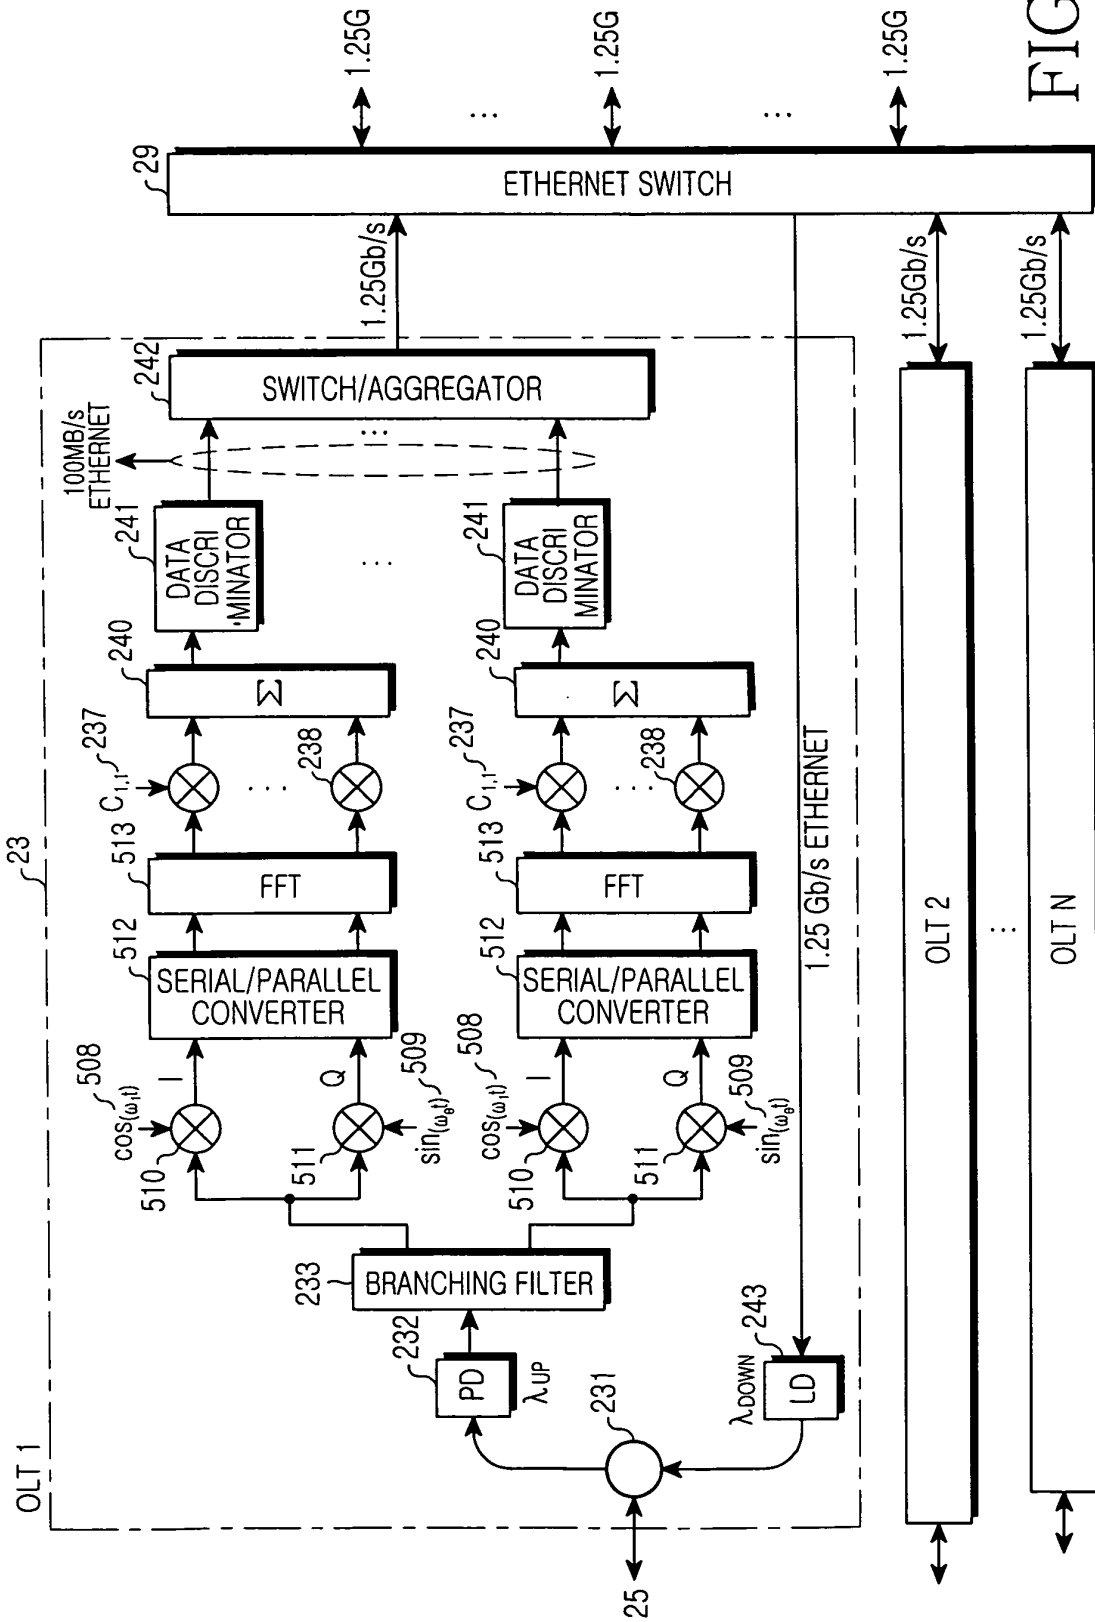 OLT 1
23
25
231
PD
232
λUP
λDOWN
LD
243
BRANCHING FILTER
233
cos(ω1t)
508
510
I
511
Q
sin(ωθt)
509
SERIAL/PARALLEL
CONVERTER
512
FFT
513
C1,1
237
238
Σ
240
DATA
DISCRI
MINATOR
241
cos(ω1t)
508
510
I
511
Q
sin(ωθt)
509
SERIAL/PARALLEL
CONVERTER
512
FFT
513
C1,1
237
238
Σ
240
DATA
DISCRI
MINATOR
241
100MB/s
ETHERNET
SWITCH/AGGREGATOR
242
1.25Gb/s
1.25 Gb/s ETHERNET
ETHERNET SWITCH
29
1.25G
1.25G
1.25G
OLT 2
1.25Gb/s
OLT N
1.25Gb/s
FIG